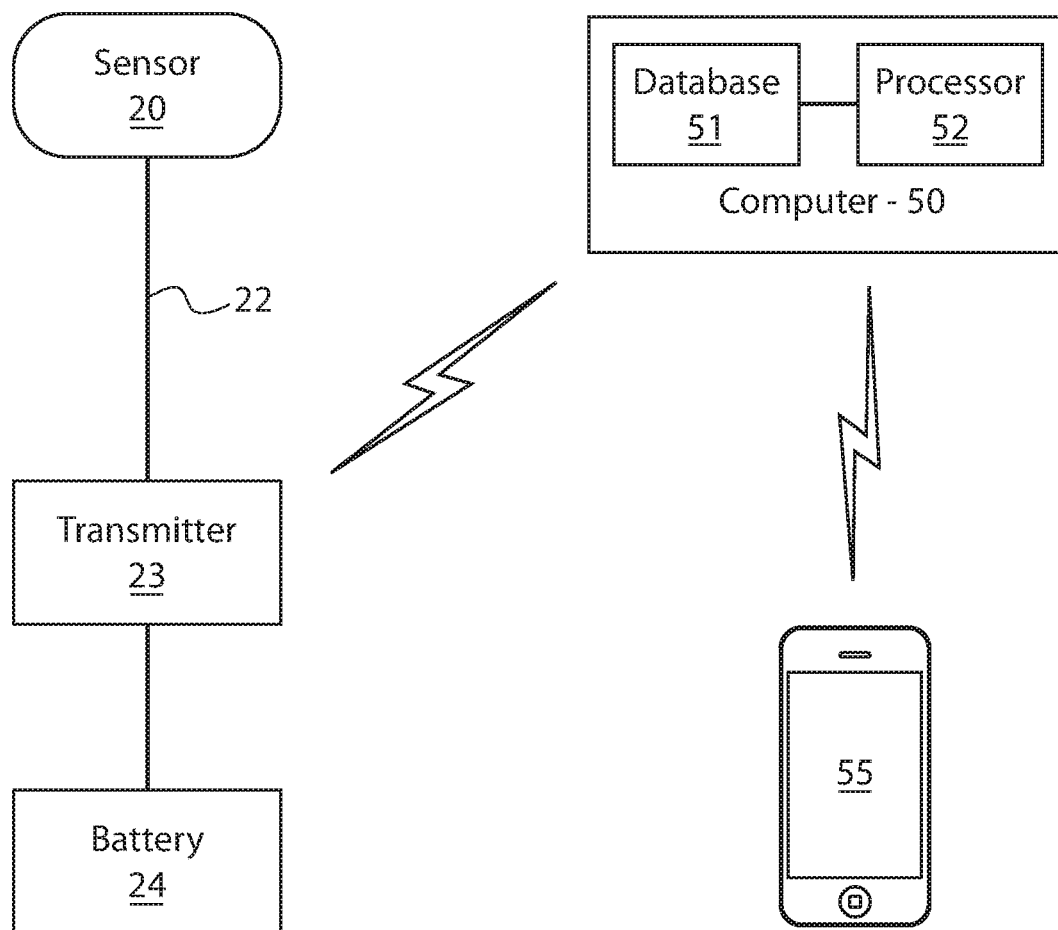 Sensor
20
22
Transmitter
23
Battery
24
Database
51
Processor
52
Computer - 50
55